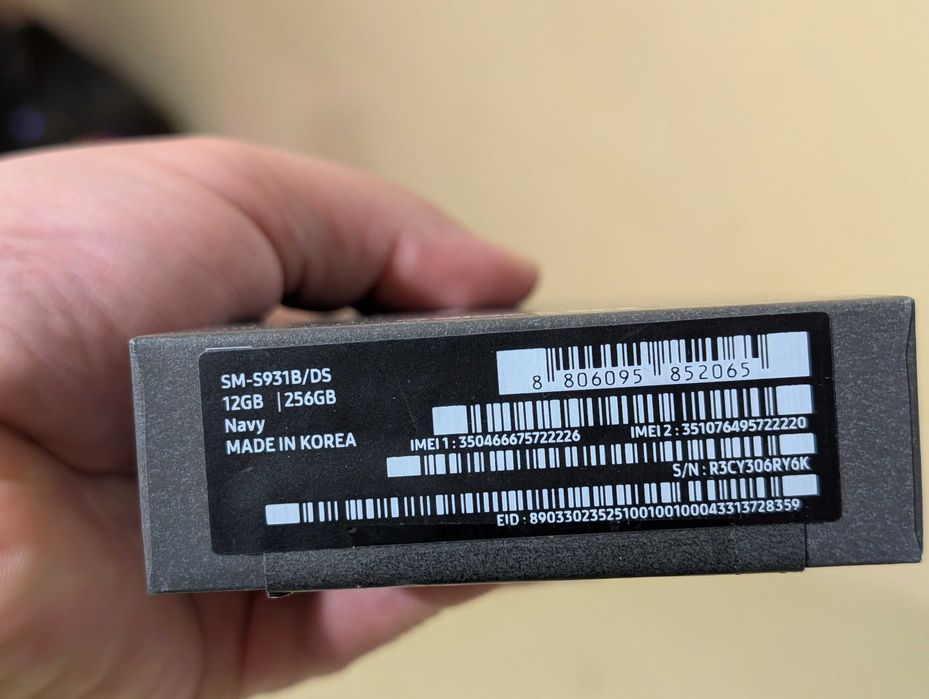 SM-S931B/DS
12GB | 256GB
Navy
MADE IN KOREA
8 806095 852065
IMEI 1 : 350466675722226
IMEI 2 : 351076495722220
S/N : R3CY306RY6K
EID : 89033023525100100100043313728359